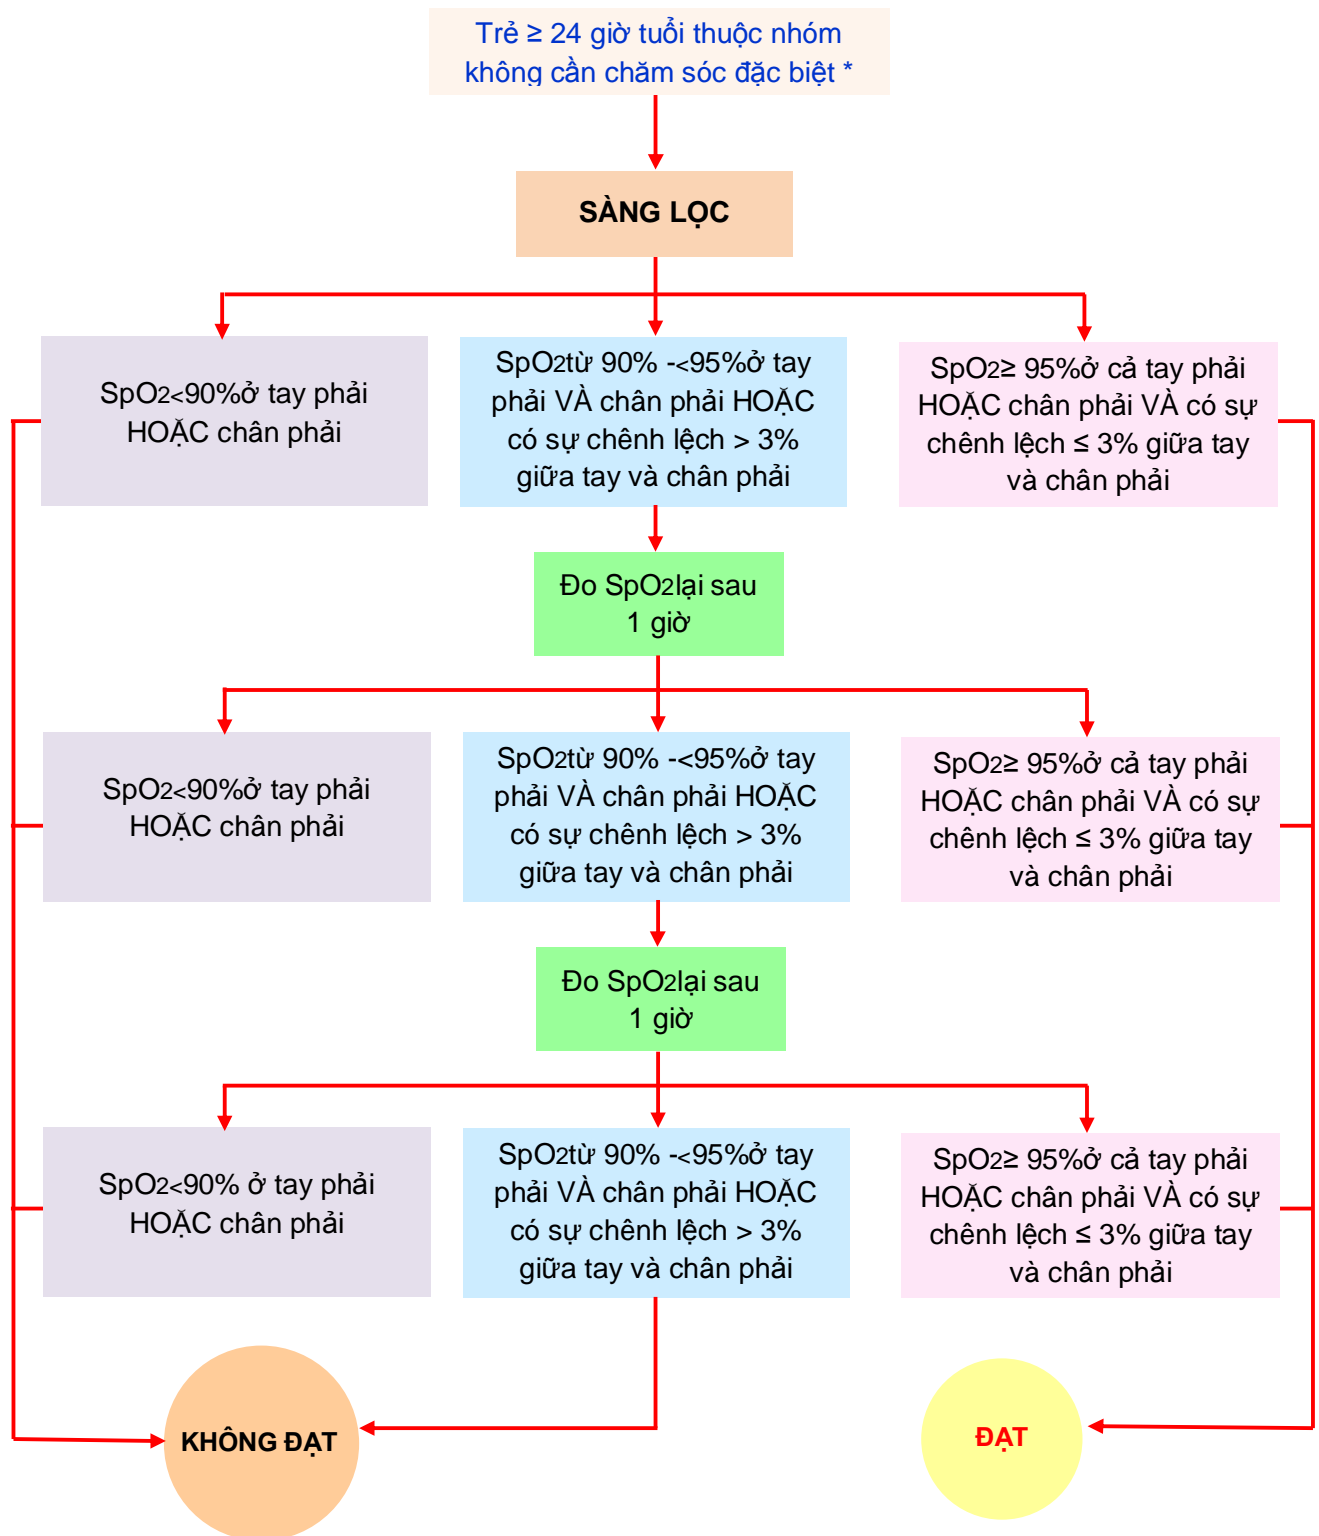 Trẻ ≥ 24 giờ tuổi thuộc nhóm
không cần chăm sóc đặc biệt *
SÀNG LỌC
SpO2<90%ở tay phải
HOẶC chân phải
SpO2từ 90% -<95%ở tay
phải VÀ chân phải HOẶC
có sự chênh lệch > 3%
giữa tay và chân phải
SpO2≥ 95%ở cả tay phải
HOẶC chân phải VÀ có sự
chênh lệch ≤ 3% giữa tay
và chân phải
Đo SpO2lại sau
1 giờ
SpO2<90%ở tay phải
HOẶC chân phải
SpO2từ 90% -<95%ở tay
phải VÀ chân phải HOẶC
có sự chênh lệch > 3%
giữa tay và chân phải
SpO2≥ 95%ở cả tay phải
HOẶC chân phải VÀ có sự
chênh lệch ≤ 3% giữa tay
và chân phải
Đo SpO2lại sau
1 giờ
SpO2<90% ở tay phải
HOẶC chân phải
SpO2từ 90% -<95%ở tay
phải VÀ chân phải HOẶC
có sự chênh lệch > 3%
giữa tay và chân phải
SpO2≥ 95%ở cả tay phải
HOẶC chân phải VÀ có sự
chênh lệch ≤ 3% giữa tay
và chân phải
KHÔNG ĐẠT
ĐẠT